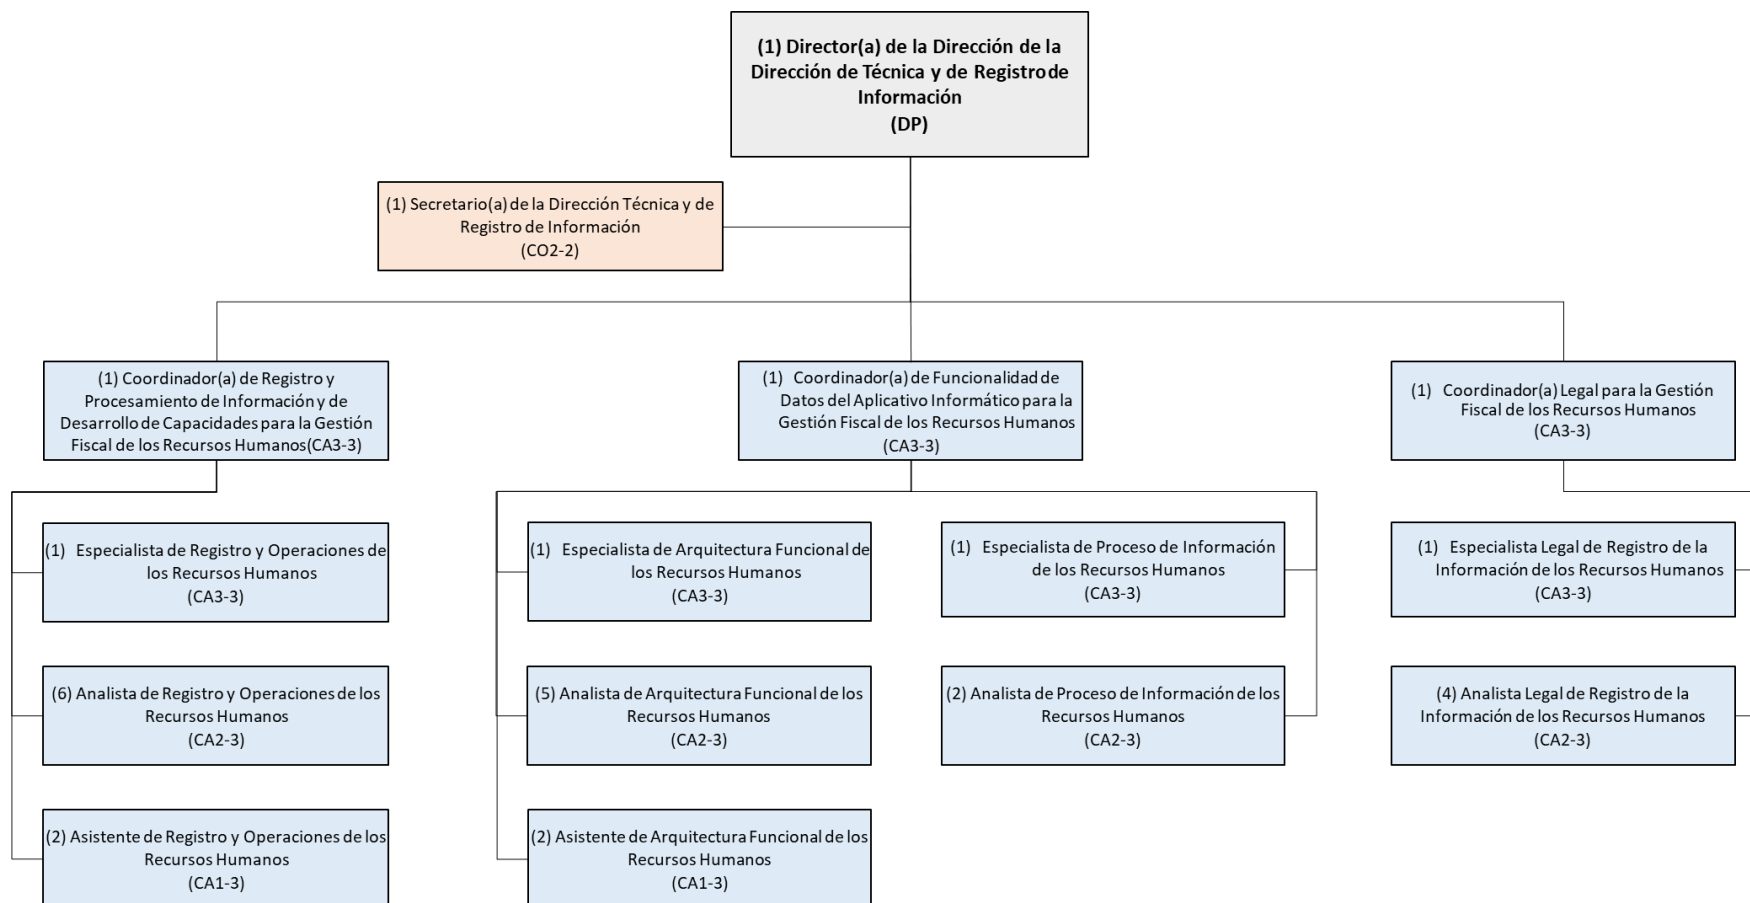 (1) Director(a) de la Dirección de la
Dirección de Técnica y de Registro de
Información
(DP)
(1) Secretario(a) de la Dirección Técnica y de
Registro de Información
(CO2-2)
(1) Coordinador(a) de Registro y
Procesamiento de Información y de
Desarrollo de Capacidades para la Gestión
Fiscal de los Recursos Humanos(CA3-3)
(1) Coordinador(a) de Funcionalidad de
Datos del Aplicativo Informático para la
Gestión Fiscal de los Recursos Humanos
(CA3-3)
(1) Coordinador(a) Legal para la Gestión
Fiscal de los Recursos Humanos
(CA3-3)
(1) Especialista de Registro y Operaciones de
los Recursos Humanos
(CA3-3)
(1) Especialista de Arquitectura Funcional de
los Recursos Humanos
(CA3-3)
(1) Especialista de Proceso de Información
de los Recursos Humanos
(CA3-3)
(1) Especialista Legal de Registro de la
Información de los Recursos Humanos
(CA3-3)
(6) Analista de Registro y Operaciones de los
Recursos Humanos
(CA2-3)
(5) Analista de Arquitectura Funcional de los
Recursos Humanos
(CA2-3)
(2) Analista de Proceso de Información de los
Recursos Humanos
(CA2-3)
(4) Analista Legal de Registro de la
Información de los Recursos Humanos
(CA2-3)
(2) Asistente de Registro y Operaciones de los
Recursos Humanos
(CA1-3)
(2) Asistente de Arquitectura Funcional de los
Recursos Humanos
(CA1-3)